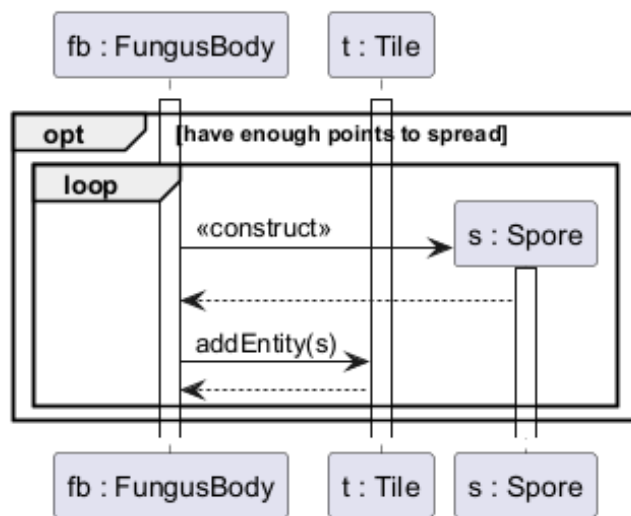 fb : FungusBody
t : Tile
opt
[have enough points to spread]
loop
«construct»
s : Spore
addEntity(s)
fb : FungusBody
t : Tile
s : Spore